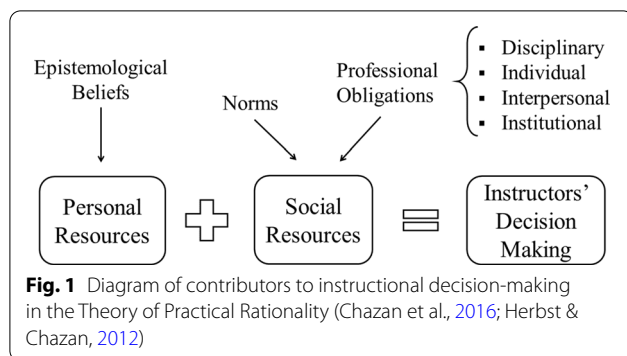 Epistemological
Beliefs
Norms
Professional
Obligations
▪ Disciplinary
▪ Individual
▪ Interpersonal
▪ Institutional
Personal
Resources
Social
Resources
Instructors'
Decision
Making
Fig. 1 Diagram of contributors to instructional decision-making
in the Theory of Practical Rationality (Chazan et al., 2016; Herbst &
Chazan, 2012)